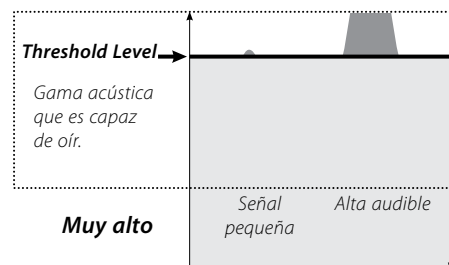 Threshold Level
Gama acústica
que es capaz
de oír.
Señal
pequeña
Alta audible
Muy alto